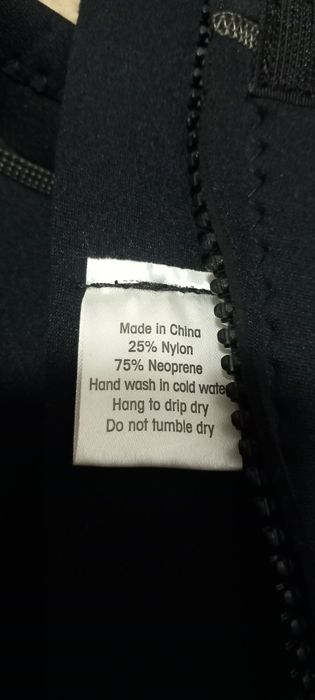 Made in China
25% Nylon
75% Neoprene
Hand wash in cold water
Hang to drip dry
Do not tumble dry